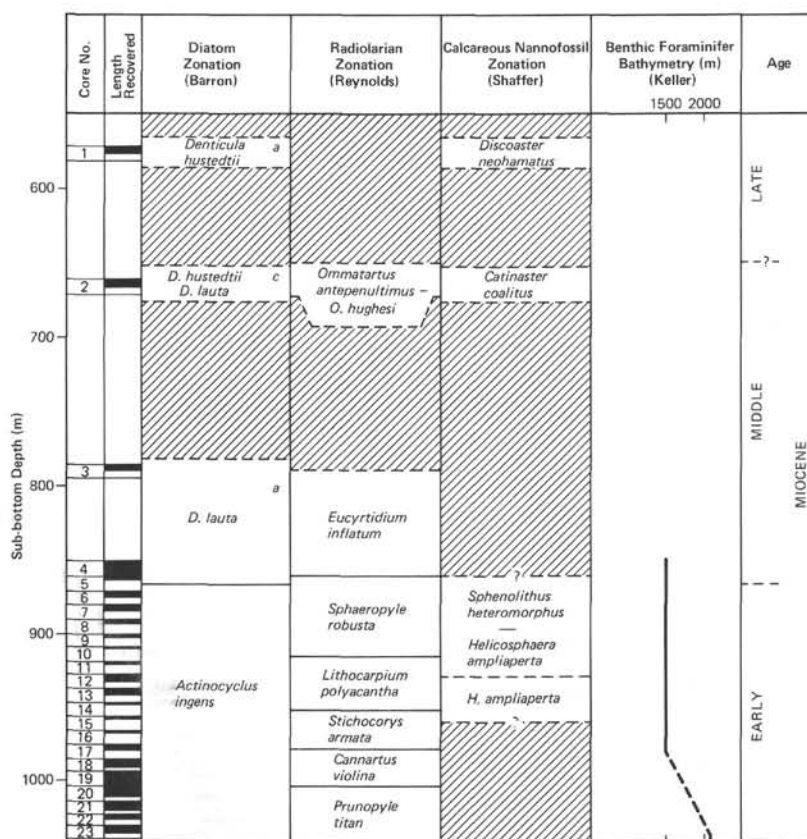 Core No.
Length
Recovered
Diatom
Zonation
(Barron)
Radiolarian
Zonation
(Reynolds)
Calcareous Nannofossil
Zonation
(Shaffer)
Benthic Foraminifer
Bathymetry (m)
(Keller)
1500 2000
Age
Sub-bottom Depth (m)
600
700
800
900
1000
1
2
3
4
5
6
7
8
9
10
11
12
13
14
15
16
17
18
19
20
21
22
23
Denticula a
hustedtii
D. hustedtii c
D. lauta
a
D. lauta
Actinocyclus
ingens
Ommatartus
antepenultimus –
O. hughesi
Eucyrtidium
inflatum
Sphaeropyle
robusta
Lithocarpium
polyacantha
Stichocorys
armata
Cannartus
violina
Prunopyle
titan
Discoaster
neohamatus
Catinaster
coalitus
?
Sphenolithus
heteromorphus
—
Helicosphaera
ampliaperta
H. ampliaperta
?
LATE
?
MIDDLE
EARLY
MIOCENE